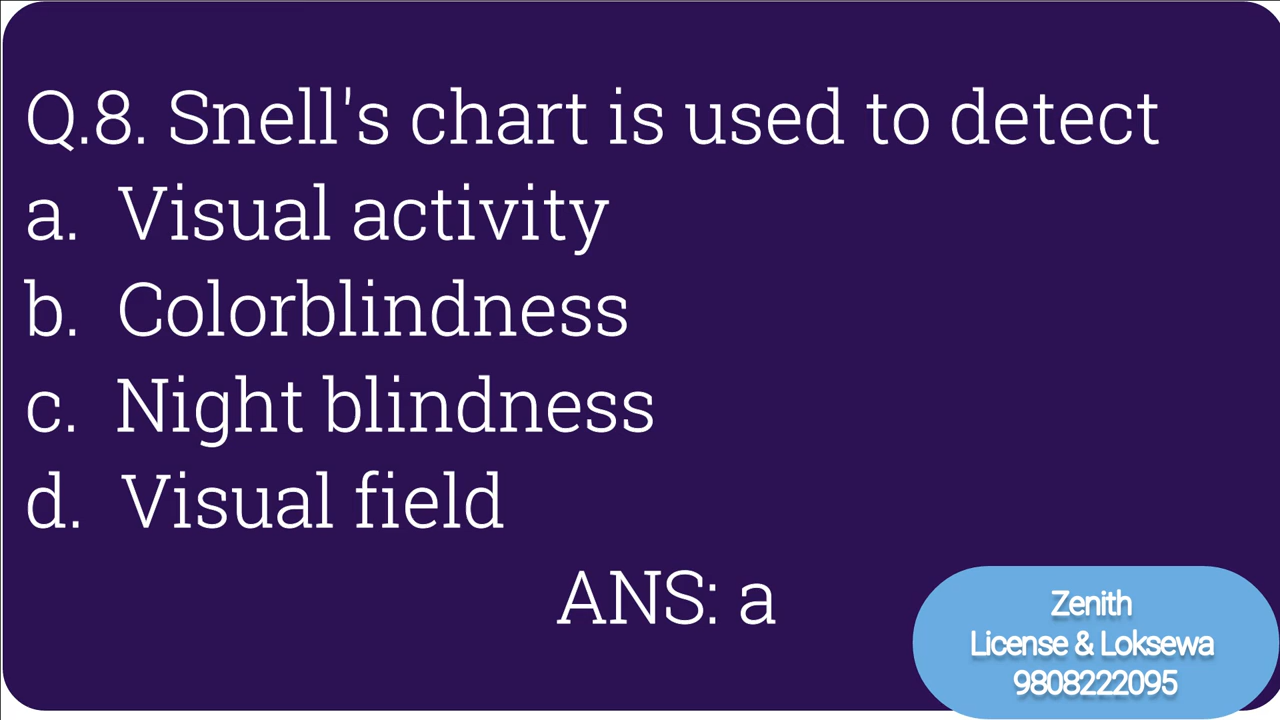 Q.8. Snell's chart is used to detect
a. Visual activity
b. Colorblindness
c. Night blindness
d. Visual field
ANS: a
Zenith
License & Loksewa
9808222095